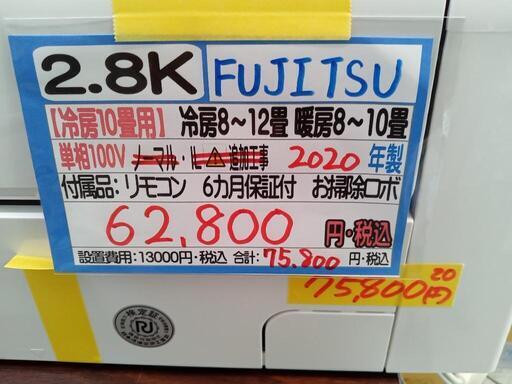 2.8K FUJITSU
【冷房10畳用】 冷房8～12畳 暖房8～10畳
単相100V ノーマル・IL⚠追加工事 2020 年製
付属品：リモコン 6カ月保証付 お掃除ロボ
62,800 円・税込
設置費用：13000円・税込 合計：75,800 円・税込
20
75,800(円)